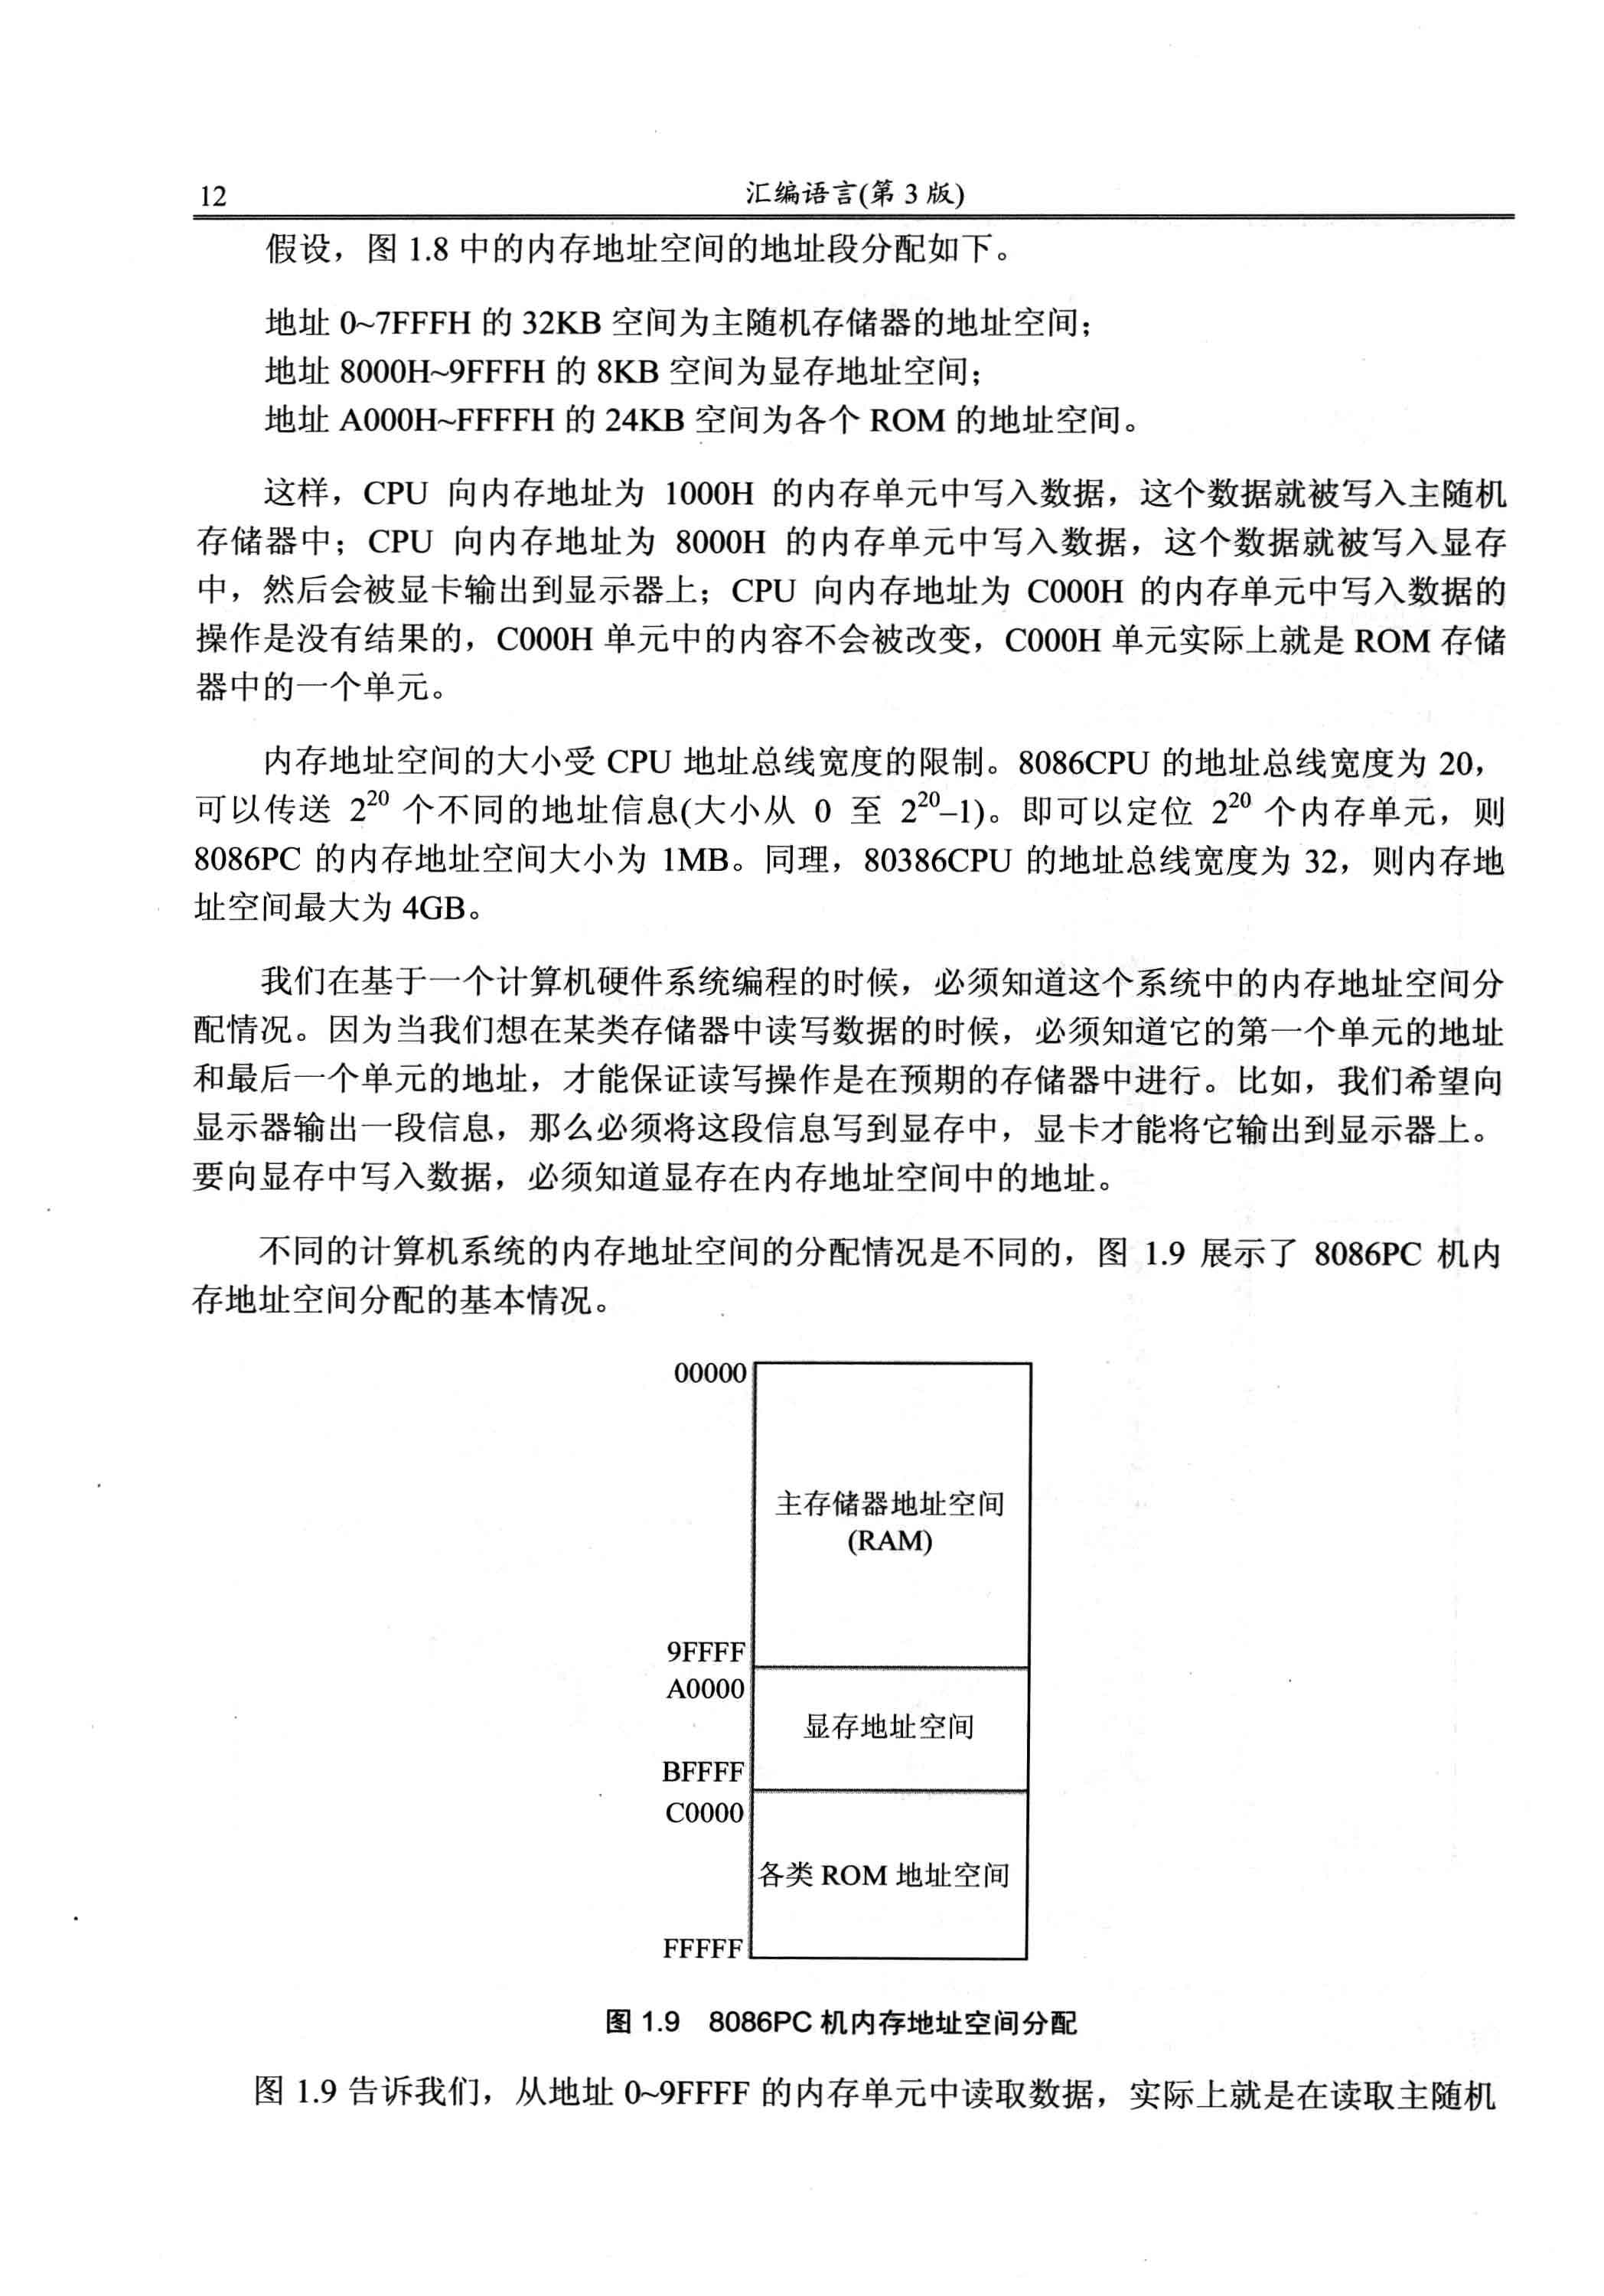 12
汇编语言(第 3 版)
假设，图 1.8 中的内存地址空间的地址段分配如下。
地址 0~7FFFH 的 32KB 空间为主随机存储器的地址空间；
地址 8000H~9FFFH 的 8KB 空间为显存地址空间；
地址 A000H~FFFFH 的 24KB 空间为各个 ROM 的地址空间。
这样，CPU 向内存地址为 1000H 的内存单元中写入数据，这个数据就被写入主随机
存储器中；CPU 向内存地址为 8000H 的内存单元中写入数据，这个数据就被写入显存
中，然后会被显卡输出到显示器上；CPU 向内存地址为 C000H 的内存单元中写入数据的
操作是没有结果的，C000H 单元中的内容不会被改变，C000H 单元实际上就是 ROM 存储
器中的一个单元。
内存地址空间的大小受 CPU 地址总线宽度的限制。8086CPU 的地址总线宽度为 20，
可以传送 2²⁰ 个不同的地址信息(大小从 0 至 2²⁰–1)。即可以定位 2²⁰ 个内存单元，则
8086PC 的内存地址空间大小为 1MB。同理，80386CPU 的地址总线宽度为 32，则内存地
址空间最大为 4GB。
我们在基于一个计算机硬件系统编程的时候，必须知道这个系统中的内存地址空间分
配情况。因为当我们想在某类存储器中读写数据的时候，必须知道它的第一个单元的地址
和最后一个单元的地址，才能保证读写操作是在预期的存储器中进行。比如，我们希望向
显示器输出一段信息，那么必须将这段信息写到显存中，显卡才能将它输出到显示器上。
要向显存中写入数据，必须知道显存在内存地址空间中的地址。
不同的计算机系统的内存地址空间的分配情况是不同的，图 1.9 展示了 8086PC 机内
存地址空间分配的基本情况。
00000
主存储器地址空间
(RAM)
9FFFF
A0000
显存地址空间
BFFFF
C0000
各类 ROM 地址空间
FFFFF
图 1.9 8086PC 机内存地址空间分配
图 1.9 告诉我们，从地址 0~9FFFF 的内存单元中读取数据，实际上就是在读取主随机